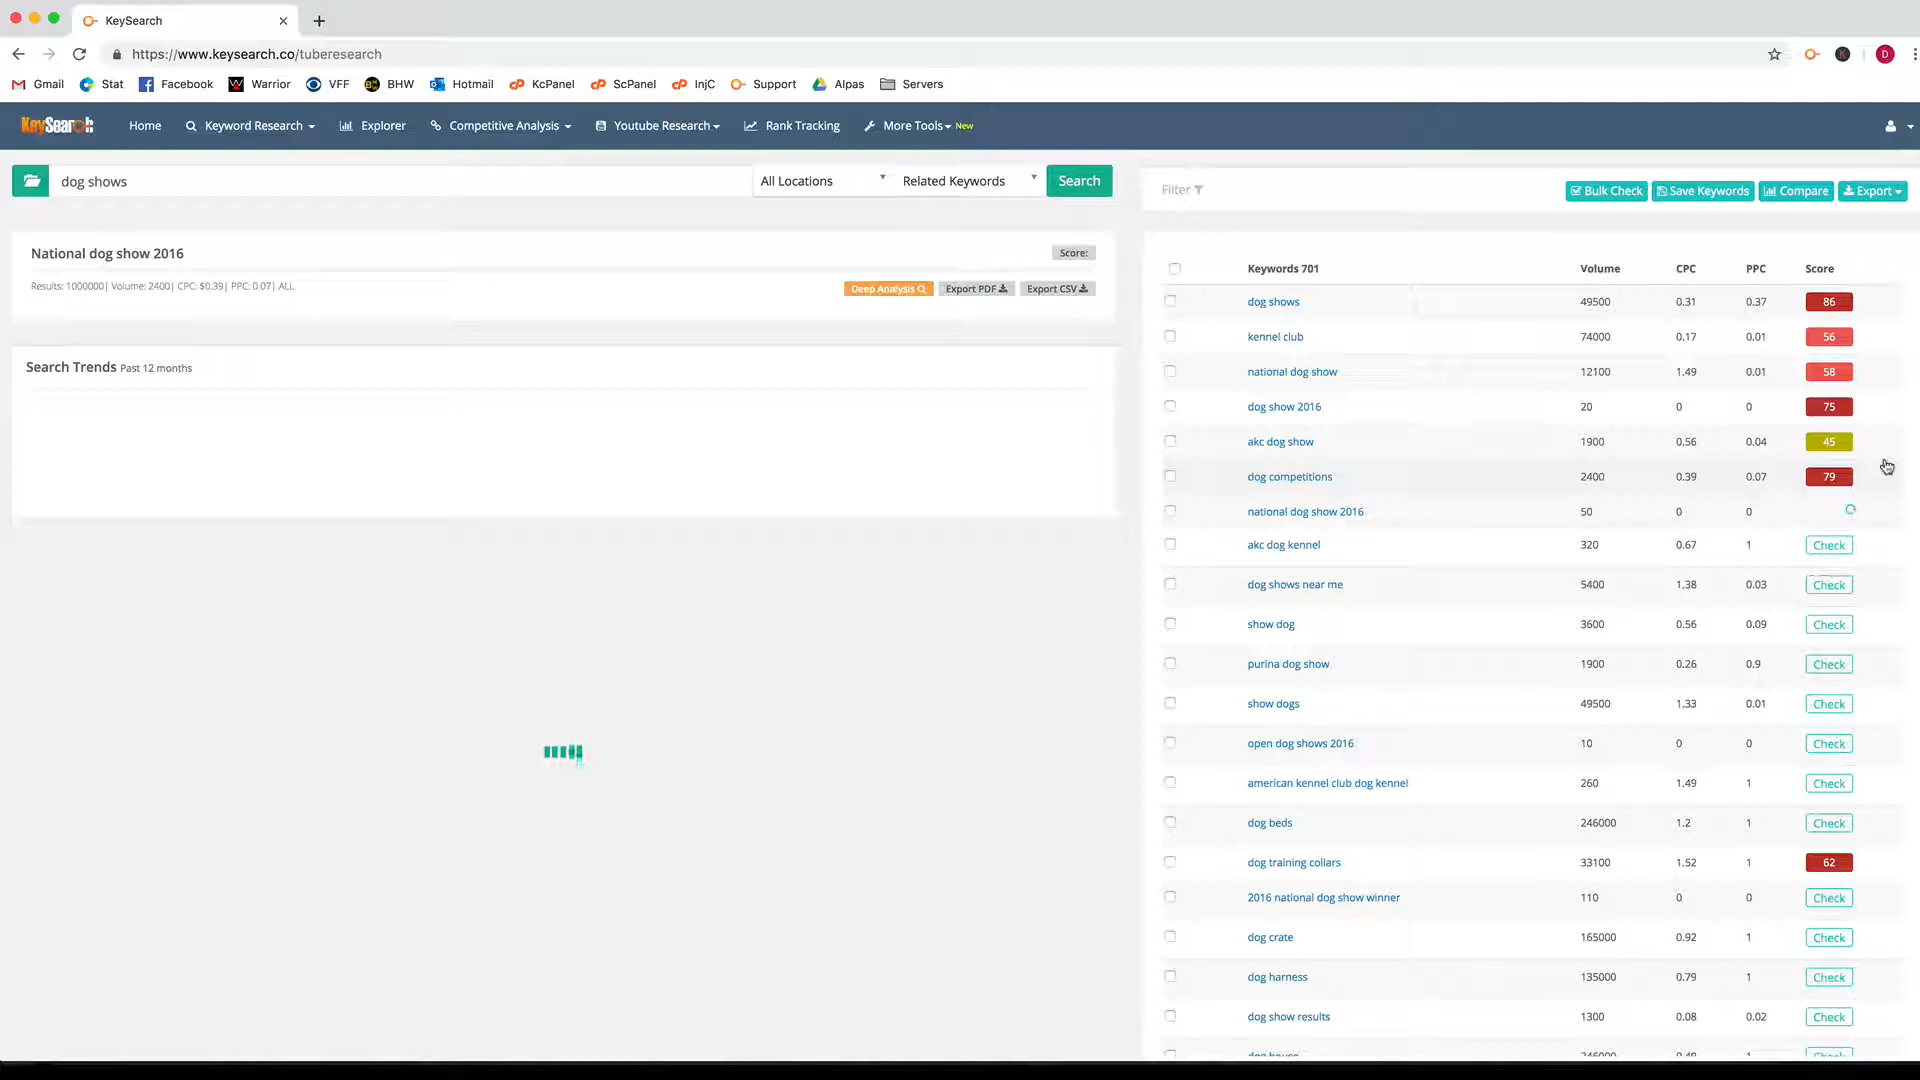 KeySearch
https://www.keysearch.co/tuberesearch
D
Gmail Stat Facebook Warrior VFF BHW Hotmail KcPanel ScPanel InjC Support Alpas Servers
KeySearch Home Keyword Research Explorer Competitive Analysis Youtube Research Rank Tracking More Tools New
dog shows All Locations Related Keywords Search
Filter Bulk Check Save Keywords Compare Export
National dog show 2016 Score:
Results: 1000000| Volume: 2400| CPC: $0.39| PPC: 0.07| ALL
Deep Analysis Export PDF Export CSV
Search Trends Past 12 months
Keywords 701 Volume CPC PPC Score
dog shows 49500 0.31 0.37 86
kennel club 74000 0.17 0.01 56
national dog show 12100 1.49 0.01 58
dog show 2016 20 0 0 75
akc dog show 1900 0.56 0.04 45
dog competitions 2400 0.39 0.07 79
national dog show 2016 50 0 0
akc dog kennel 320 0.67 1 Check
dog shows near me 5400 1.38 0.03 Check
show dog 3600 0.56 0.09 Check
purina dog show 1900 0.26 0.9 Check
show dogs 49500 1.33 0.01 Check
open dog shows 2016 10 0 0 Check
american kennel club dog kennel 260 1.49 1 Check
dog beds 246000 1.2 1 Check
dog training collars 33100 1.52 1 62
2016 national dog show winner 110 0 0 Check
dog crate 165000 0.92 1 Check
dog harness 135000 0.79 1 Check
dog show results 1300 0.08 0.02 Check